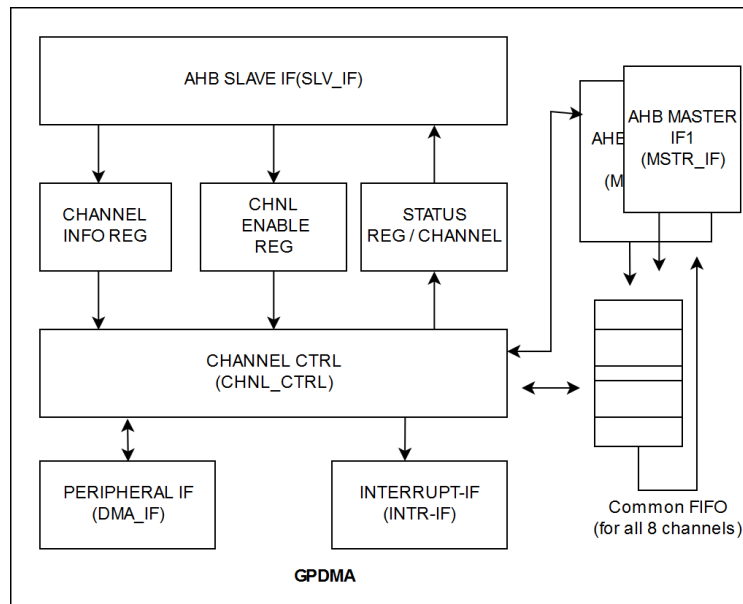 AHB SLAVE IF(SLV_IF)
CHANNEL
INFO REG
CHNL
ENABLE
REG
STATUS
REG / CHANNEL
AHB MASTER
IF1
(MSTR_IF)
CHANNEL CTRL
(CHNL_CTRL)
PERIPHERAL IF
(DMA_IF)
INTERRUPT-IF
(INTR-IF)
Common FIFO
(for all 8 channels)
GPDMA